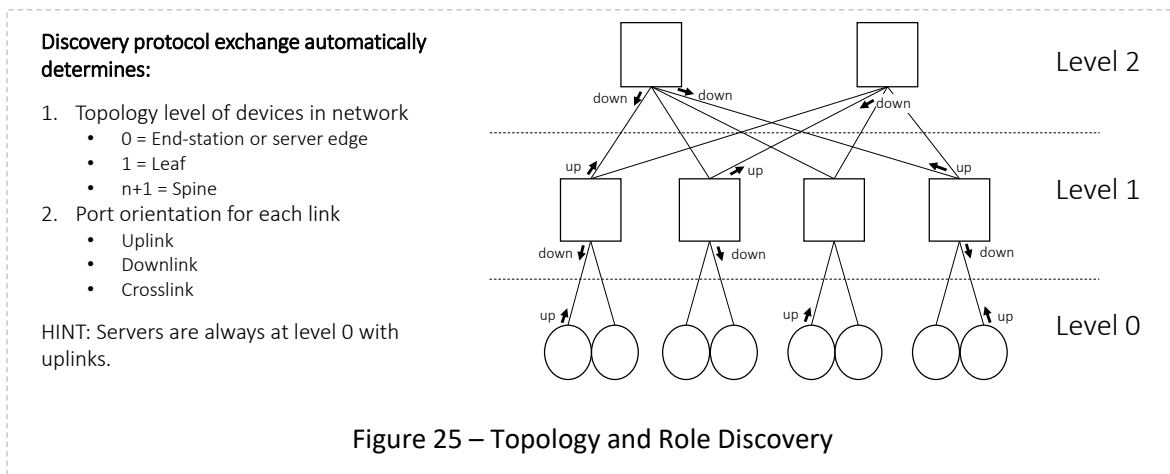 Discovery protocol exchange automatically
determines:
1. Topology level of devices in network
• 0 = End-station or server edge
• 1 = Leaf
• n+1 = Spine
2. Port orientation for each link
• Uplink
• Downlink
• Crosslink
HINT: Servers are always at level 0 with
uplinks.
Level 2
down
down
down
up
up
up
Level 1
down
down
down
up
up
up
Level 0
Figure 25 – Topology and Role Discovery